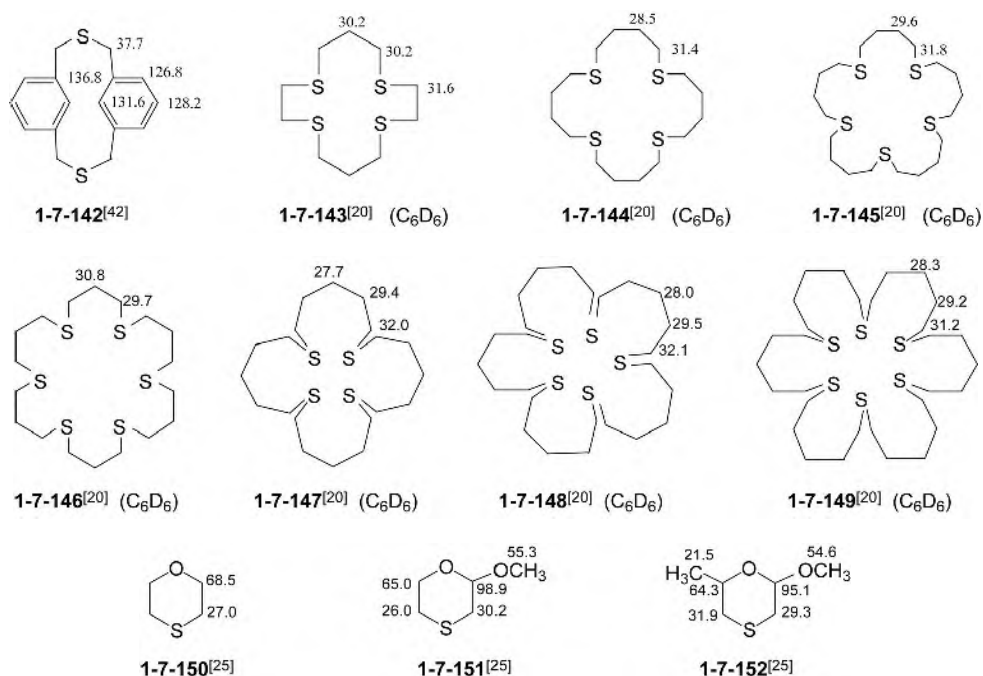 S 37.7
136.8 126.8
131.6 128.2
S
1-7-142[42]
30.2
30.2
S S 31.6
S S
1-7-143[20] (C6D6)
28.5
31.4
S S
S S
1-7-144[20] (C6D6)
29.6
31.8
S S
S S
S
1-7-145[20] (C6D6)
30.8
29.7
S S
S S
S S
1-7-146[20] (C6D6)
27.7
29.4
32.0
S S
S S
1-7-147[20] (C6D6)
28.0
29.5
S 32.1
S S
S S
1-7-148[20] (C6D6)
28.3
29.2
31.2
S S S
S S S
1-7-149[20] (C6D6)
O 68.5
27.0
S
1-7-150[25]
55.3
65.0 O OCH3
98.9
26.0 30.2
S
1-7-151[25]
21.5 54.6
H3C O OCH3
64.3 95.1
31.9 29.3
S
1-7-152[25]